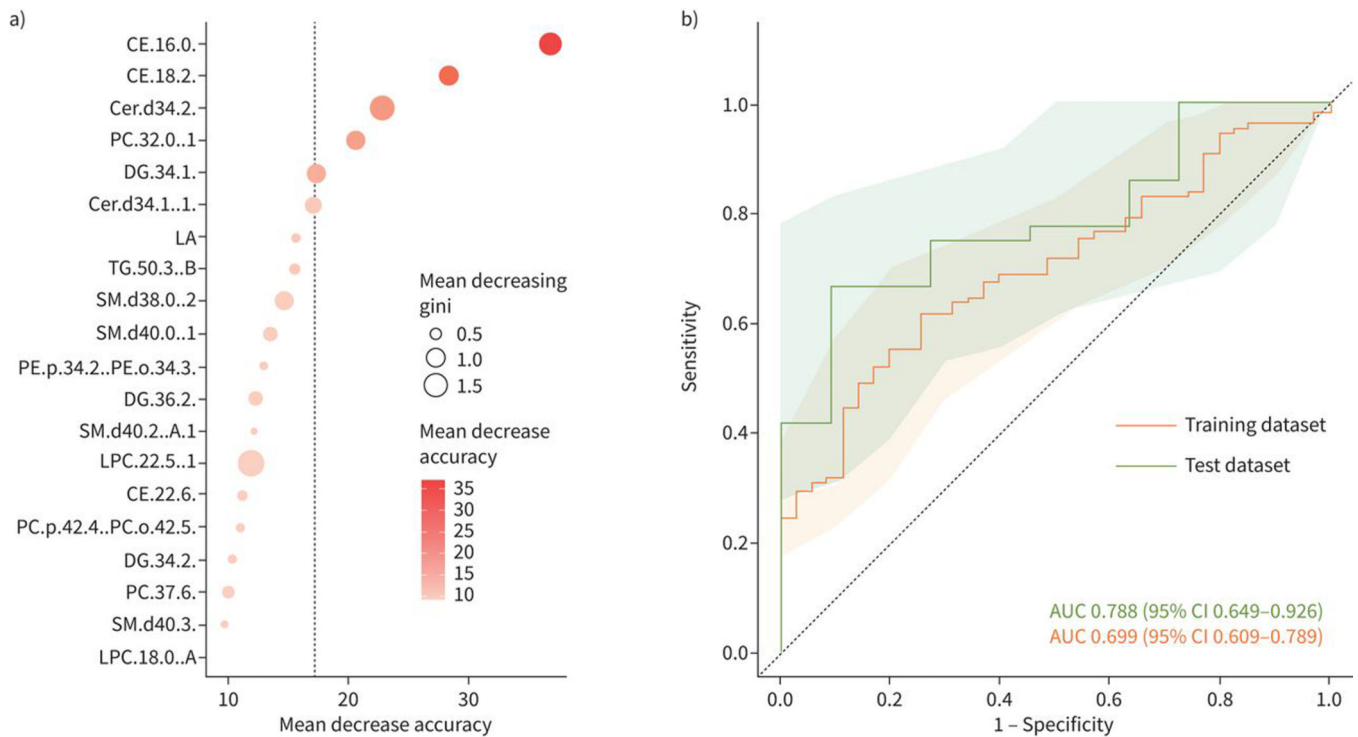 a)
CE.16.0.
CE.18.2.
Cer.d34.2.
PC.32.0..1
DG.34.1.
Cer.d34.1..1.
LA
TG.50.3..B
SM.d38.0..2
SM.d40.0..1
PE.p.34.2..PE.o.34.3.
DG.36.2.
SM.d40.2..A.1
LPC.22.5..1
CE.22.6.
PC.p.42.4..PC.o.42.5.
DG.34.2.
PC.37.6.
SM.d40.3.
LPC.18.0..A
10 20 30
Mean decrease accuracy
Mean decreasing
gini
0.5
1.0
1.5
Mean decrease
accuracy
35
30
25
20
15
10
b)
Sensitivity
1.0
0.8
0.6
0.4
0.2
0.0
Training dataset
Test dataset
AUC 0.788 (95% CI 0.649–0.926)
AUC 0.699 (95% CI 0.609–0.789)
0.0 0.2 0.4 0.6 0.8 1.0
1 – Specificity